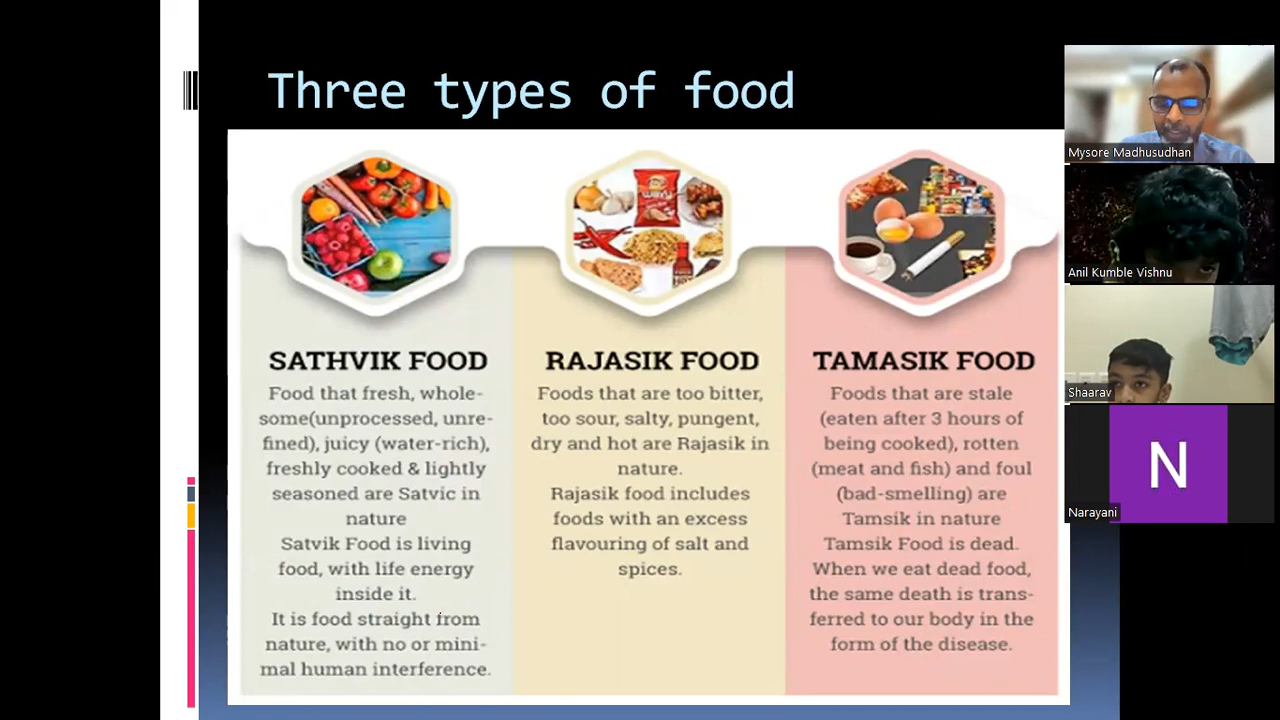 Three types of food
SATHVIK FOOD
Food that fresh, whole-
some(unprocessed, unre-
fined), juicy (water-rich),
freshly cooked & lightly
seasoned are Satvic in
nature
Satvik Food is living
food, with life energy
inside it.
It is food straight from
nature, with no or mini-
mal human interference.
RAJASIK FOOD
Foods that are too bitter,
too sour, salty, pungent,
dry and hot are Rajasik in
nature.
Rajasik food includes
foods with an excess
flavouring of salt and
spices.
TAMASIK FOOD
Foods that are stale
(eaten after 3 hours of
being cooked), rotten
(meat and fish) and foul
(bad-smelling) are
Tamsik in nature
Tamsik Food is dead.
When we eat dead food,
the same death is trans-
ferred to our body in the
form of the disease.
Mysore Madhusudhan
Anil Kumble Vishnu
Shaarav
N
Narayani